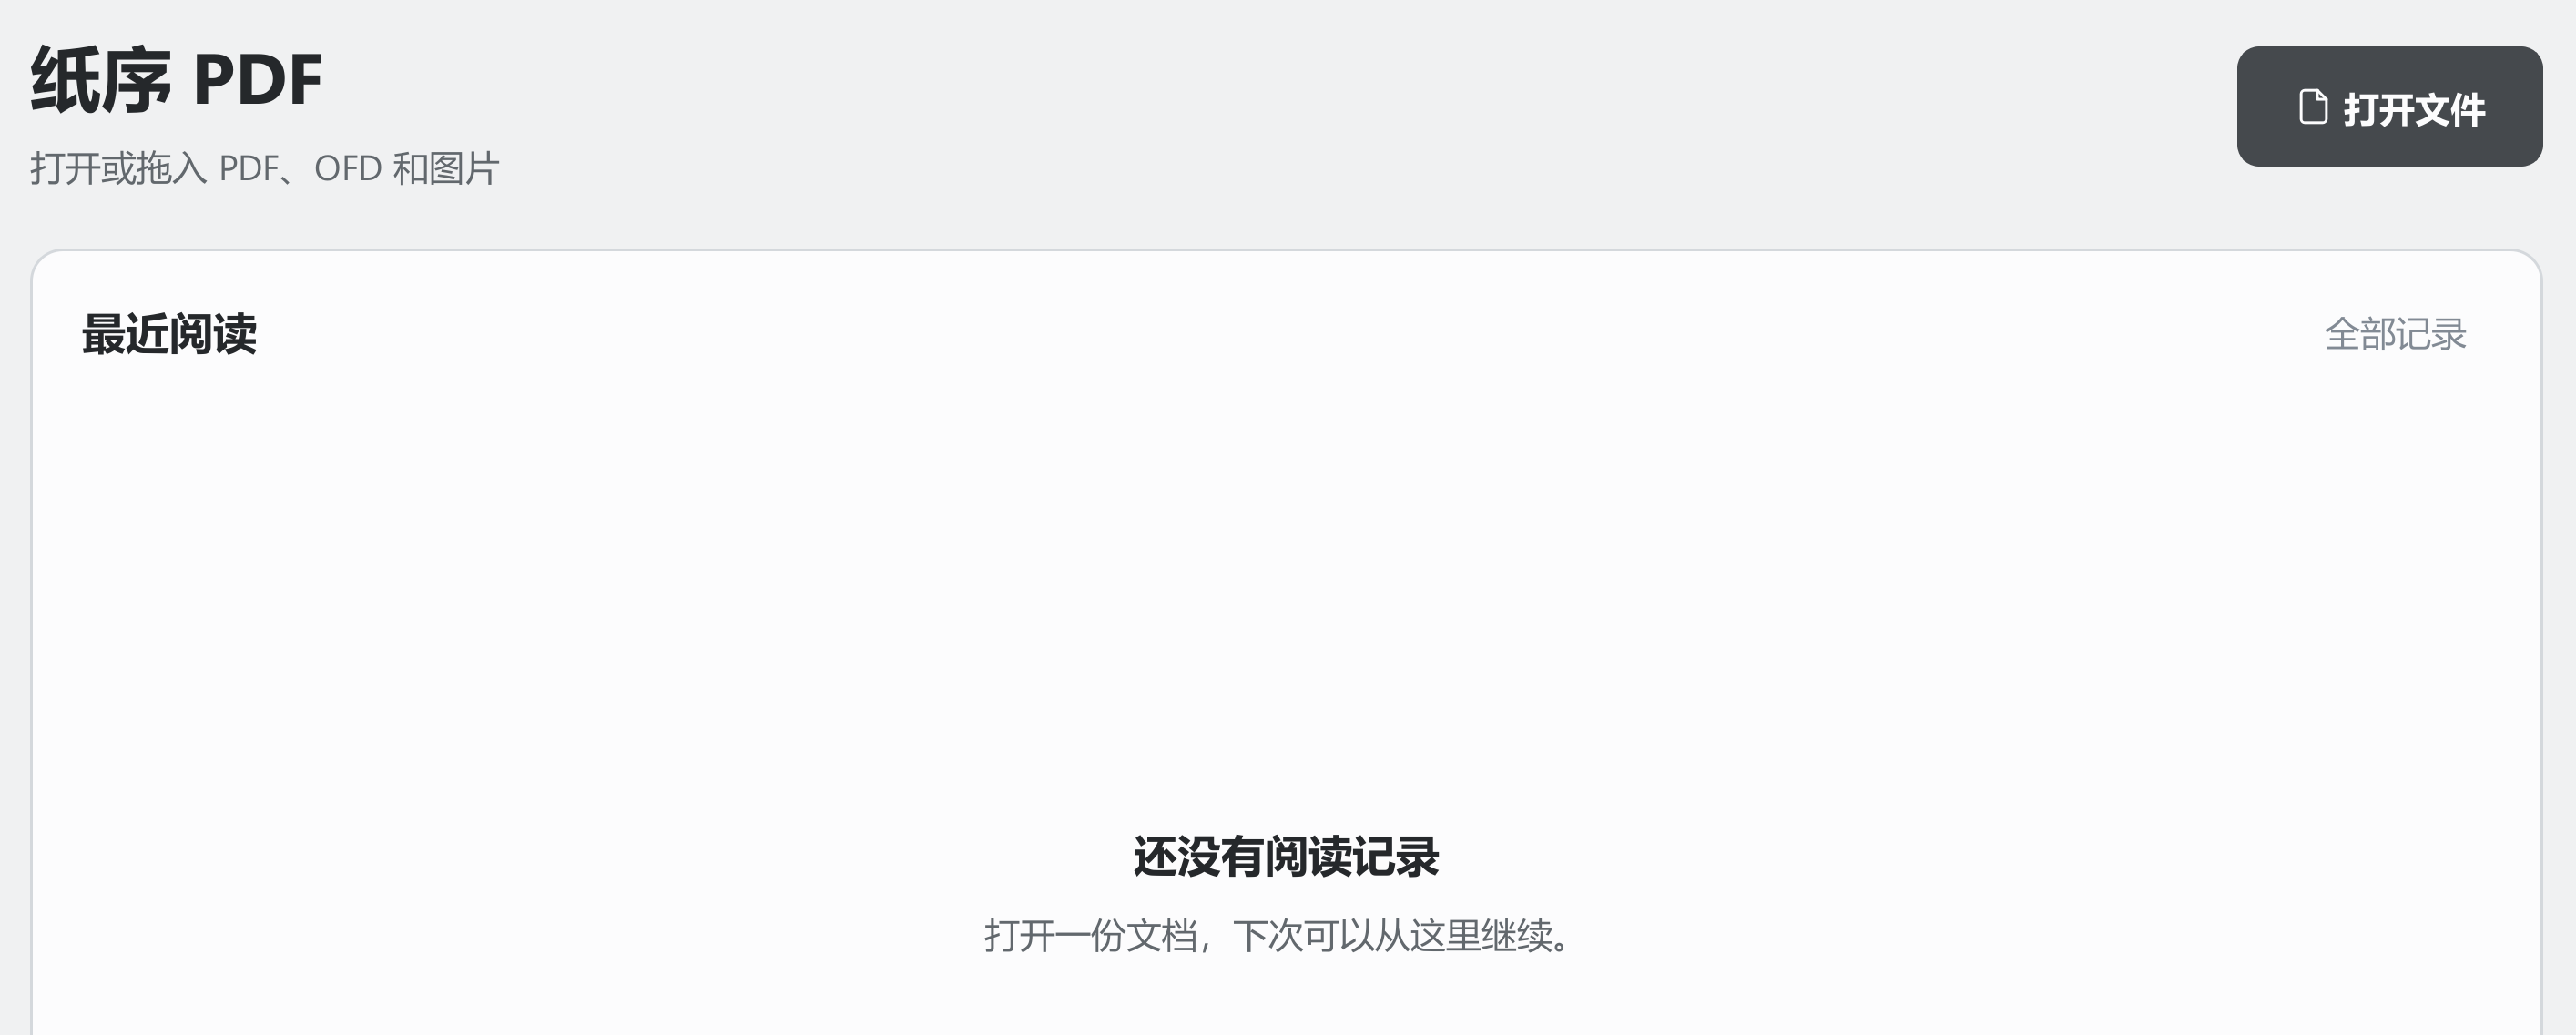 纸序 PDF
打开或拖入 PDF、OFD 和图片
打开文件
最近阅读
全部记录
还没有阅读记录
打开一份文档，下次可以从这里继续。